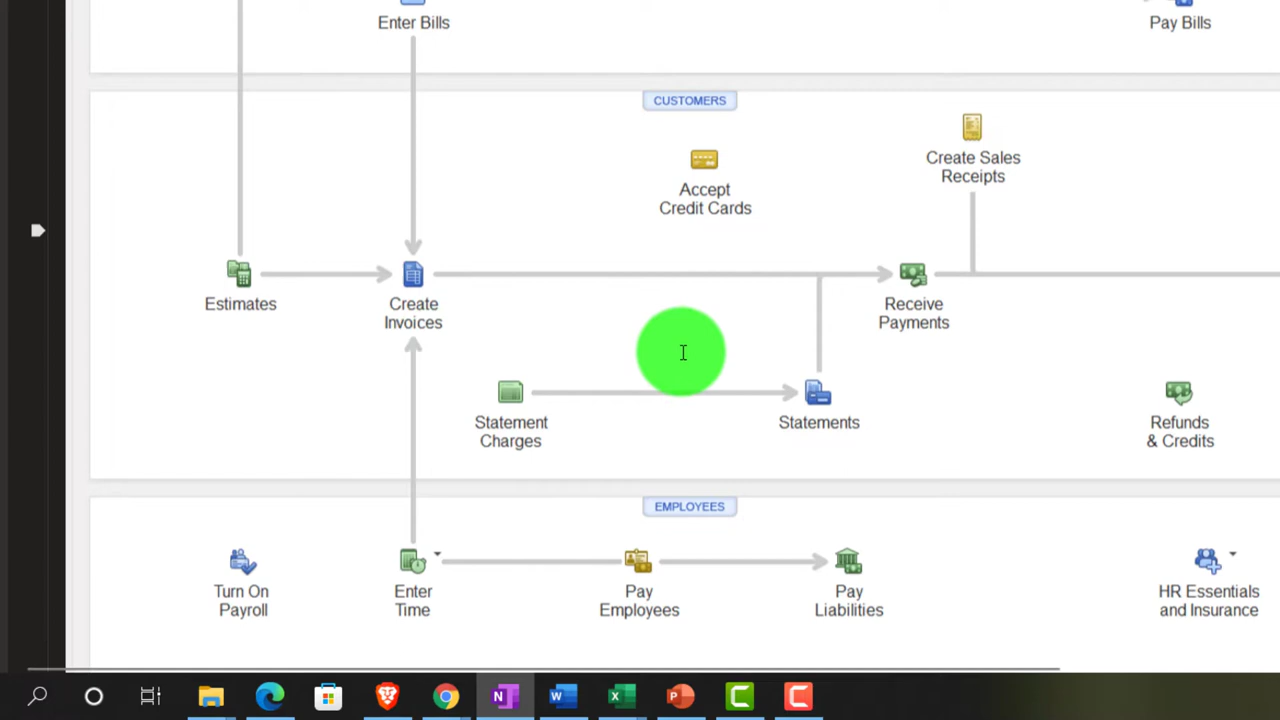 Enter Bills
Pay Bills
CUSTOMERS
Accept
Credit Cards
Create Sales
Receipts
Estimates
Create
Invoices
Receive
Payments
Statement
Charges
Statements
Refunds
& Credits
EMPLOYEES
Turn On
Payroll
Enter
Time
Pay
Employees
Pay
Liabilities
HR Essentials
and Insurance